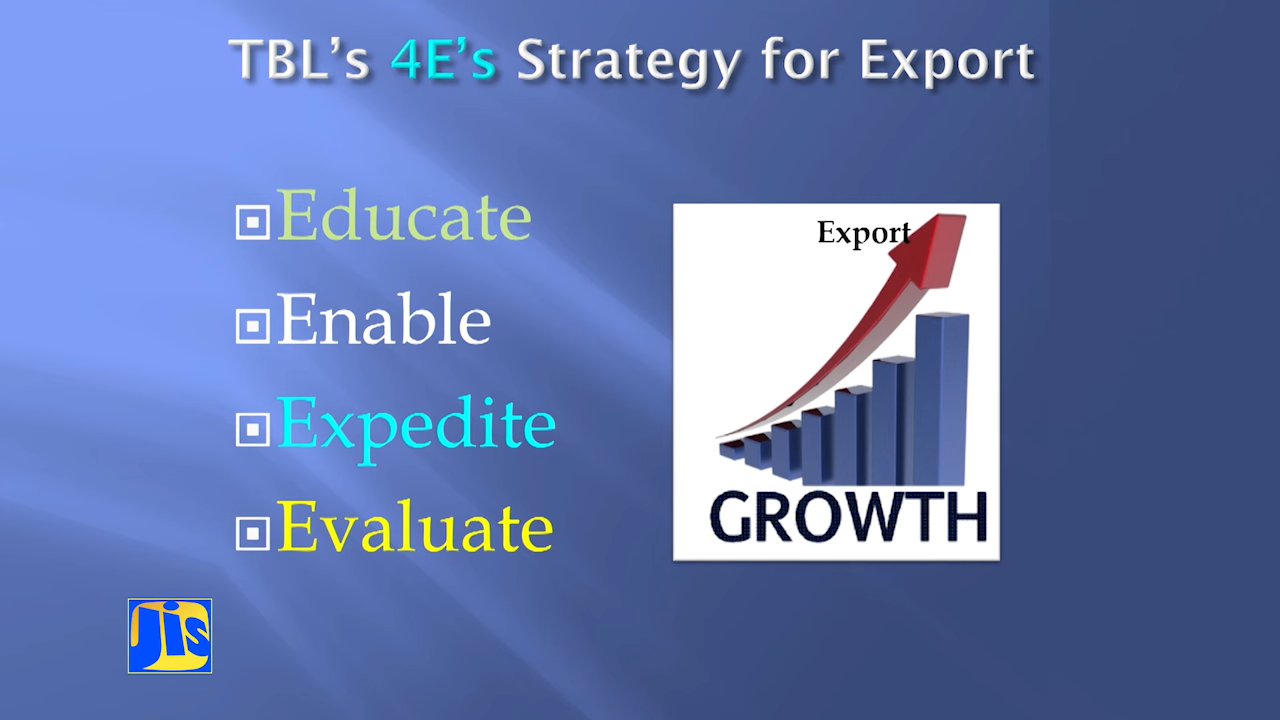 TBL's 4E's Strategy for Export
Educate
Enable
Expedite
Evaluate
Export
GROWTH
Jis